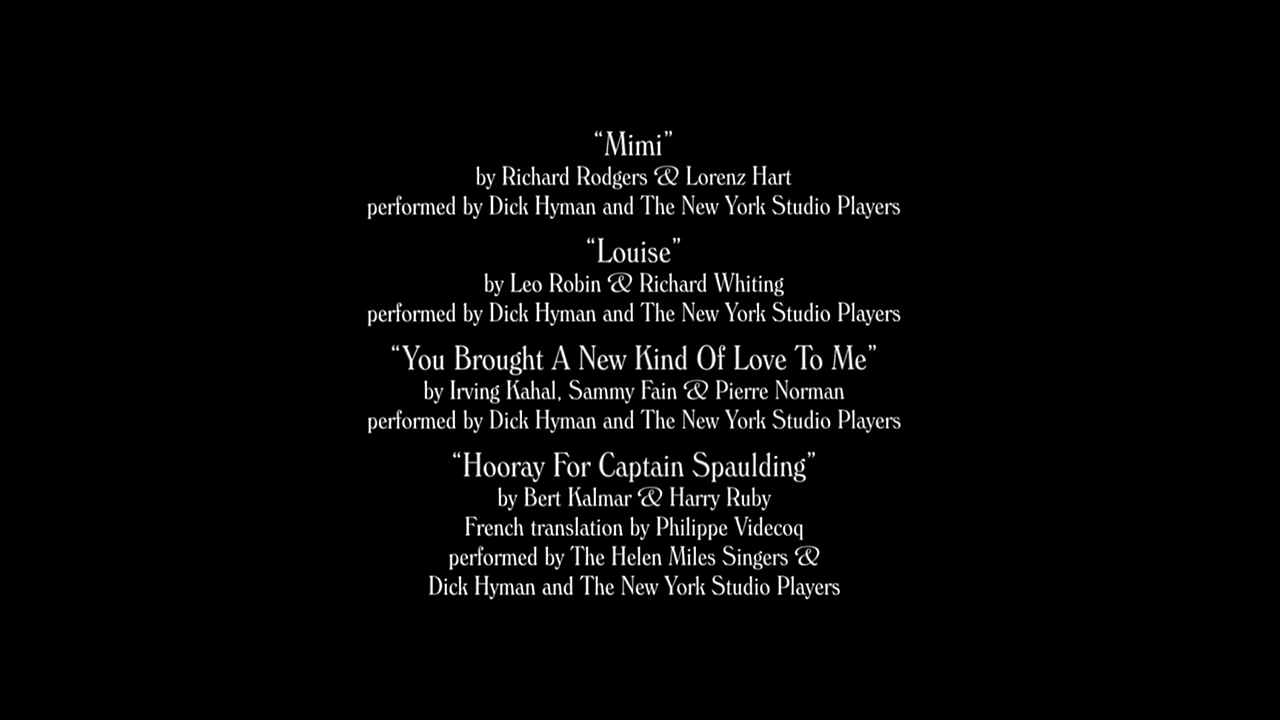 “Mimi”
by Richard Rodgers & Lorenz Hart
performed by Dick Hyman and The New York Studio Players
“Louise”
by Leo Robin & Richard Whiting
performed by Dick Hyman and The New York Studio Players
“You Brought A New Kind Of Love To Me”
by Irving Kahal, Sammy Fain & Pierre Norman
performed by Dick Hyman and The New York Studio Players
“Hooray For Captain Spaulding”
by Bert Kalmar & Harry Ruby
French translation by Philippe Videcoq
performed by The Helen Miles Singers &
Dick Hyman and The New York Studio Players